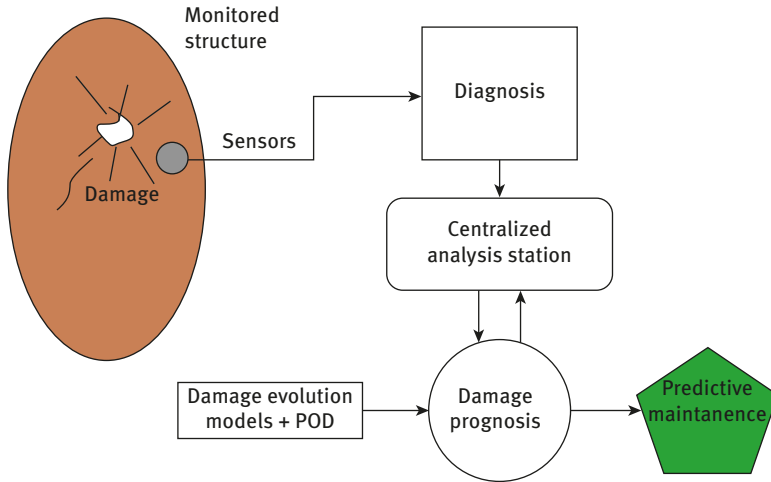 Monitored
structure
Diagnosis
Sensors
Damage
Centralized
analysis station
Damage evolution
models + POD
Damage
prognosis
Predictive
maintanence